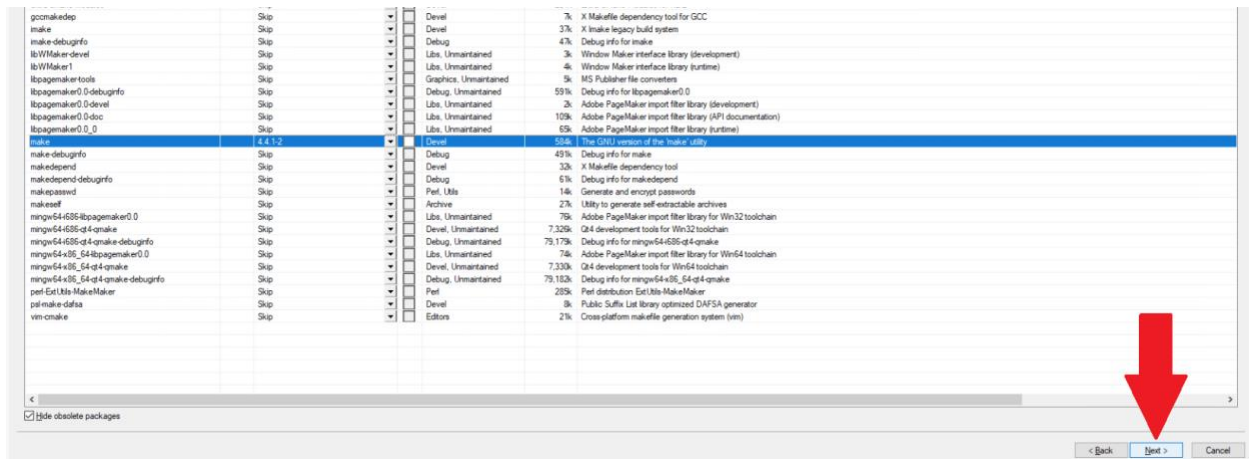 gccmakedep Skip Devel 7k X Makefile dependency tool for GCC
imake Skip Devel 37k X Imake legacy build system
imake-debuginfo Skip Debug 47k Debug info for imake
libWMaker-devel Skip Libs, Unmaintained 3k Window Maker interface library (development)
libWMaker1 Skip Libs, Unmaintained 4k Window Maker interface library (runtime)
libpagemaker-tools Skip Graphics, Unmaintained 5k MS Publisher file converters
libpagemaker0.0-debuginfo Skip Debug, Unmaintained 591k Debug info for libpagemaker0.0
libpagemaker0.0-devel Skip Libs, Unmaintained 2k Adobe PageMaker import filter library (development)
libpagemaker0.0-doc Skip Libs, Unmaintained 109k Adobe PageMaker import filter library (API documentation)
libpagemaker0.0_0 Skip Libs, Unmaintained 65k Adobe PageMaker import filter library (runtime)
make 4.4.1-2 Devel 584k The GNU version of the 'make' utility
make-debuginfo Skip Debug 491k Debug info for make
makedepend Skip Devel 32k X Makefile dependency tool
makedepend-debuginfo Skip Debug 61k Debug info for makedepend
makepasswd Skip Perl, Utils 14k Generate and encrypt passwords
makeself Skip Archive 27k Utility to generate self-extractable archives
mingw64-i686-libpagemaker0.0 Skip Libs, Unmaintained 76k Adobe PageMaker import filter library for Win32 toolchain
mingw64-i686-qt4-qmake Skip Devel, Unmaintained 7,326k Qt4 development tools for Win32 toolchain
mingw64-i686-qt4-qmake-debuginfo Skip Debug, Unmaintained 79,179k Debug info for mingw64-i686-qt4-qmake
mingw64-x86_64-libpagemaker0.0 Skip Libs, Unmaintained 74k Adobe PageMaker import filter library for Win64 toolchain
mingw64-x86_64-qt4-qmake Skip Devel, Unmaintained 7,330k Qt4 development tools for Win64 toolchain
mingw64-x86_64-qt4-qmake-debuginfo Skip Debug, Unmaintained 79,182k Debug info for mingw64-x86_64-qt4-qmake
perl-ExtUtils-MakeMaker Skip Perl 285k Perl distribution ExtUtils-MakeMaker
psl-make-dafsa Skip Devel 8k Public Suffix List library optimized DAFSA generator
vim-cmake Skip Editors 21k Cross-platform makefile generation system (vim)
Hide obsolete packages
< Back Next > Cancel